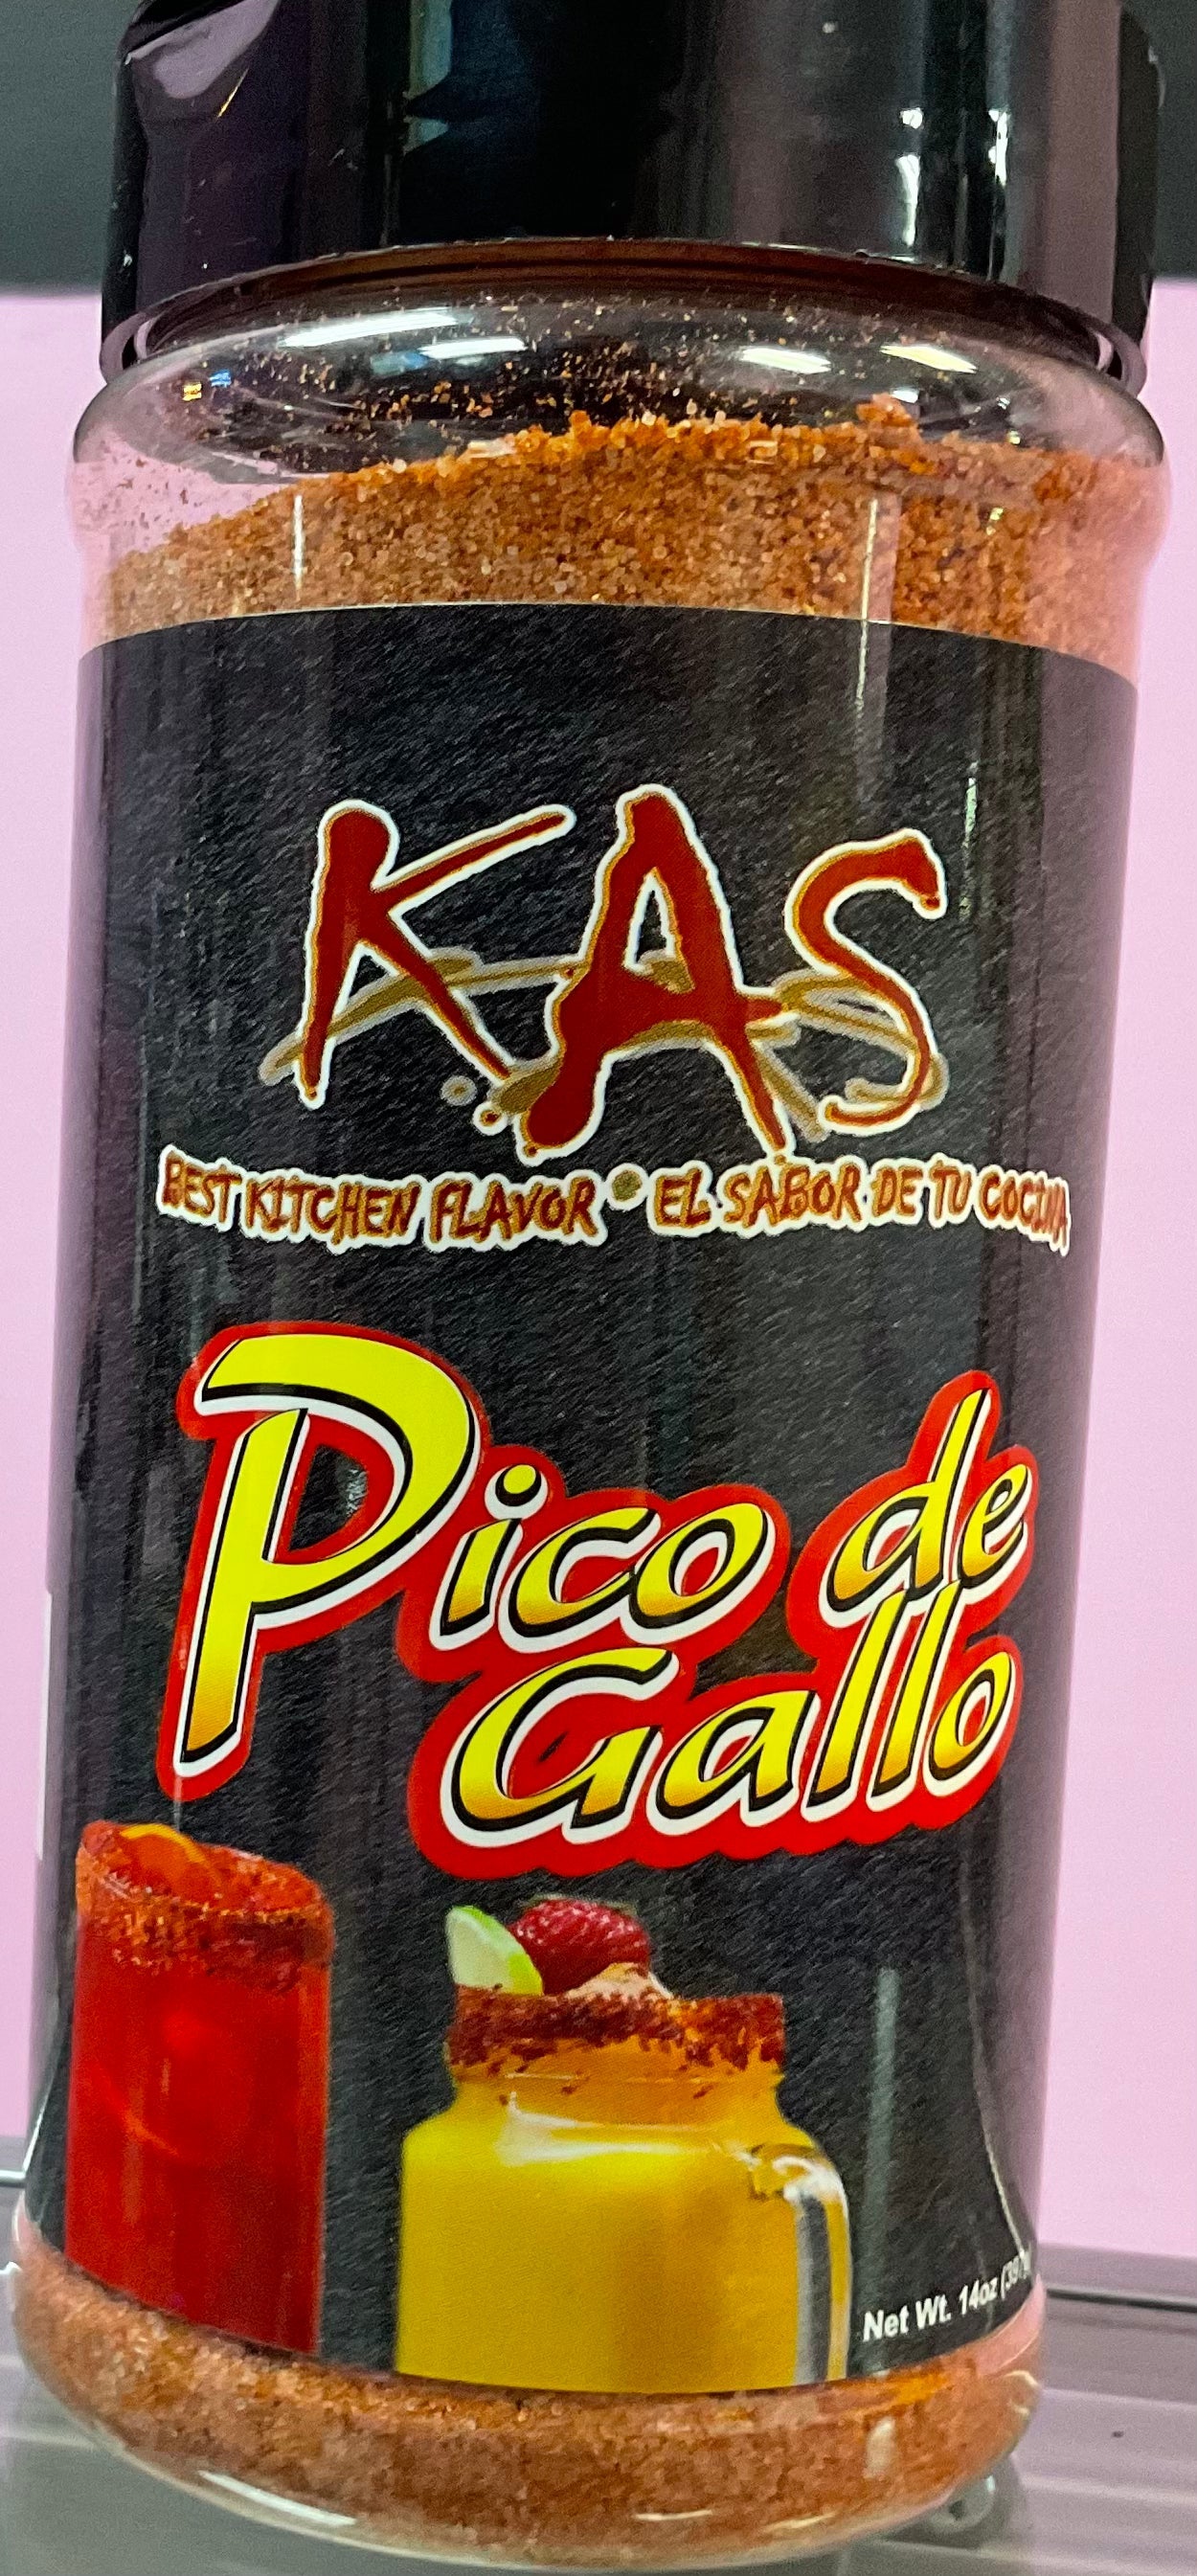 KAS
BEST KITCHEN FLAVOR • EL SABOR DE TU COCINA
Pico de
Gallo
Net Wt. 14oz